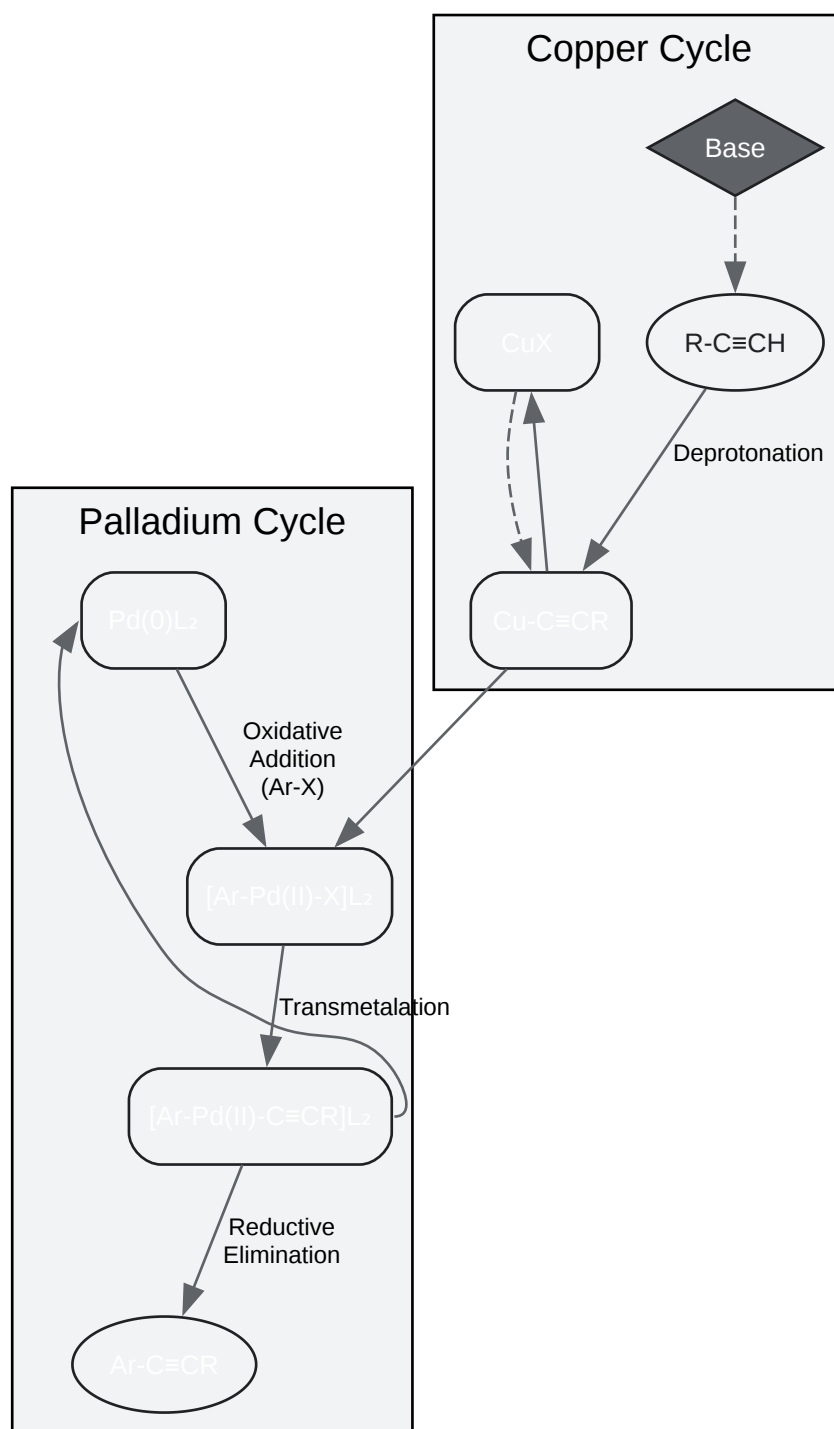 Copper Cycle
Base
CuX
R-C≡CH
Deprotonation
Cu-C≡CR
Palladium Cycle
Pd(0)L₂
Oxidative
Addition
(Ar-X)
[Ar-Pd(II)-X]L₂
Transmetalation
[Ar-Pd(II)-C≡CR]L₂
Reductive
Elimination
Ar-C≡CR